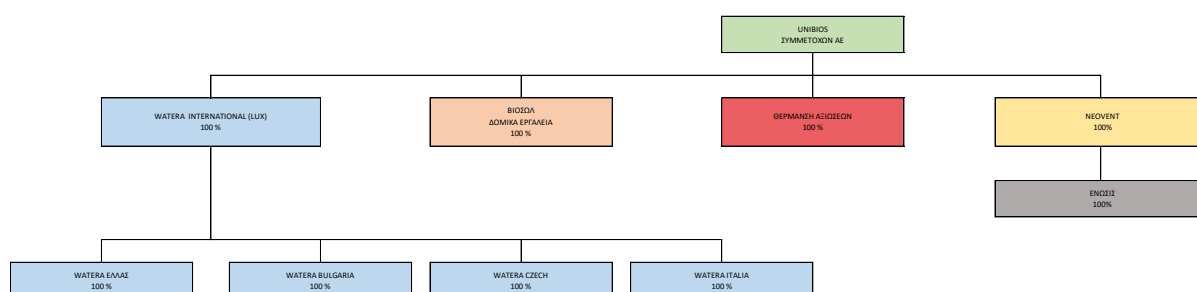 UNIBIOS
ΣΥΜΜΕΤΟΧΩΝ ΑΕ
WATERA INTERNATIONAL (LUX)
100 %
ΒΙΟΣΩΛ
ΔΟΜΙΚΑ ΕΡΓΑΛΕΙΑ
100 %
ΘΕΡΜΑΝΣΗ ΑΞΙΩΣΕΩΝ
100 %
NEOVENT
100%
ΕΝΩΣΙΣ
100%
WATERA ΕΛΛΑΣ
100 %
WATERA BULGARIA
100 %
WATERA CZECH
100 %
WATERA ITALIA
100 %